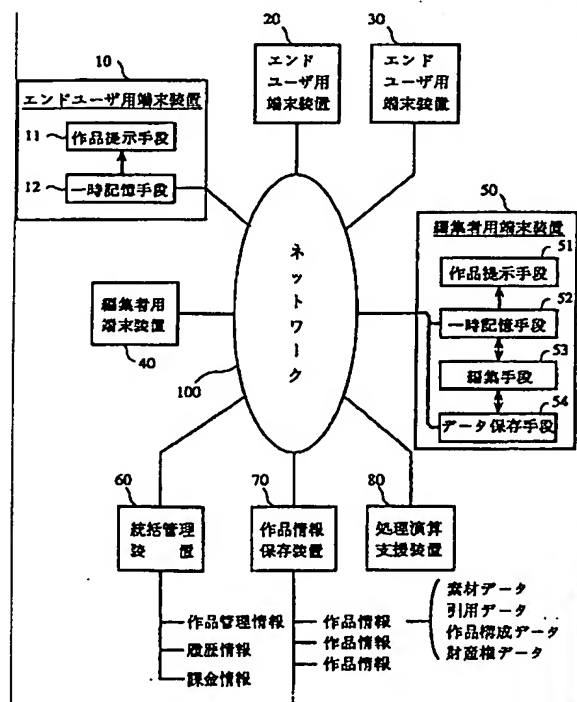 20
エンド
ユーザ用
端末装置
30
エンド
ユーザ用
端末装置
10
エンドユーザ用端末装置
11
作品提示手段
12
一時記憶手段
50
編集者用端末装置
51
作品提示手段
52
一時記憶手段
53
編集手段
54
データ保存手段
ネットワーク
100
編集者用
端末装置
40
60
統括管理
装置
70
作品情報
保存装置
80
処理演算
支援装置
作品管理情報
履歴情報
課金情報
作品情報
作品情報
作品情報
素材データ
引用データ
作品構成データ
財産権データ